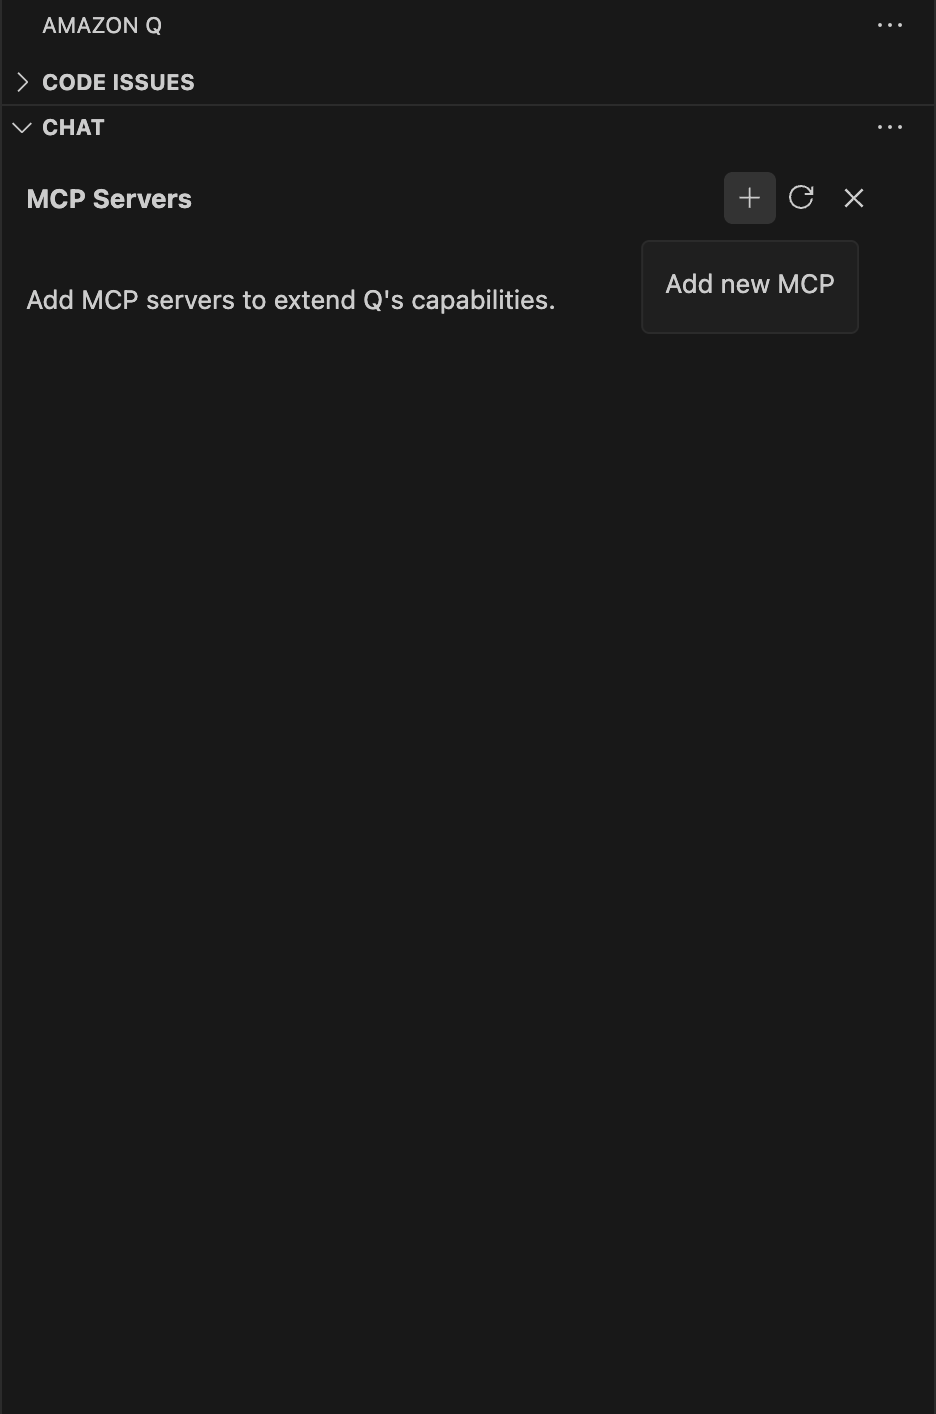 AMAZON Q
CODE ISSUES
CHAT
MCP Servers
Add new MCP
Add MCP servers to extend Q's capabilities.